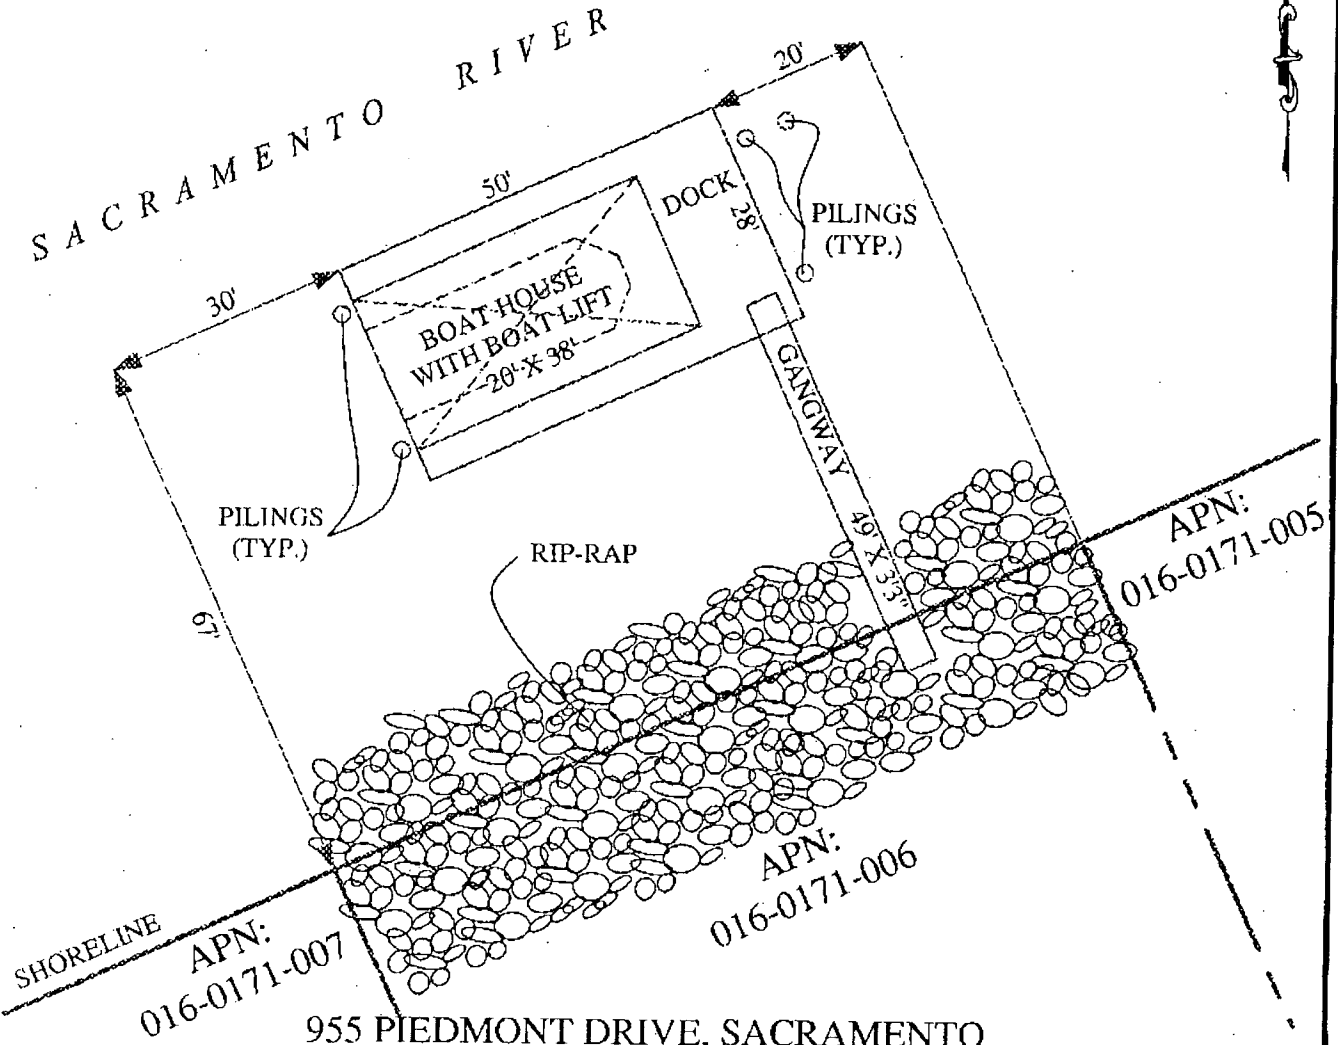 SACRAMENTO RIVER
20'
50'
DOCK
28'
PILINGS
(TYP.)
30'
BOAT HOUSE
WITH BOAT LIFT
20' X 38'
GANGWAY 49' X 33"
PILINGS
(TYP.)
RIP-RAP
67'
APN:
016-0171-005
APN:
016-0171-006
SHORELINE
APN:
016-0171-007
955 PIEDMONT DRIVE, SACRAMENTO